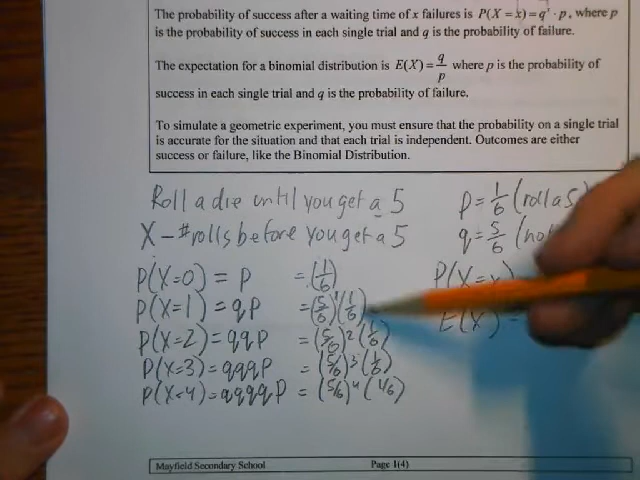 The probability of success after a waiting time of x failures is P(X = x) = qˣ · p, where p
is the probability of success in each single trial and q is the probability of failure.
The expectation for a binomial distribution is E(X) = q/p where p is the probability of
success in each single trial and q is the probability of failure.
To simulate a geometric experiment, you must ensure that the probability on a single trial
is accurate for the situation and that each trial is independent. Outcomes are either
success or failure, like the Binomial Distribution.
Roll a die until you get a 5
p = 1/6 (roll a 5)
X – # rolls before you get a 5
q = 5/6 (not
P(X=0) = p = (1/6)
P(X=x)
P(X=1) = qp = (5/6)¹(1/6)
E(X) =
P(X=2) = qqp = (5/6)²(1/6)
P(X=3) = qqqp = (5/6)³(1/6)
P(X=4) = qqqqp = (5/6)⁴(1/6)
Mayfield Secondary School Page 1(4)